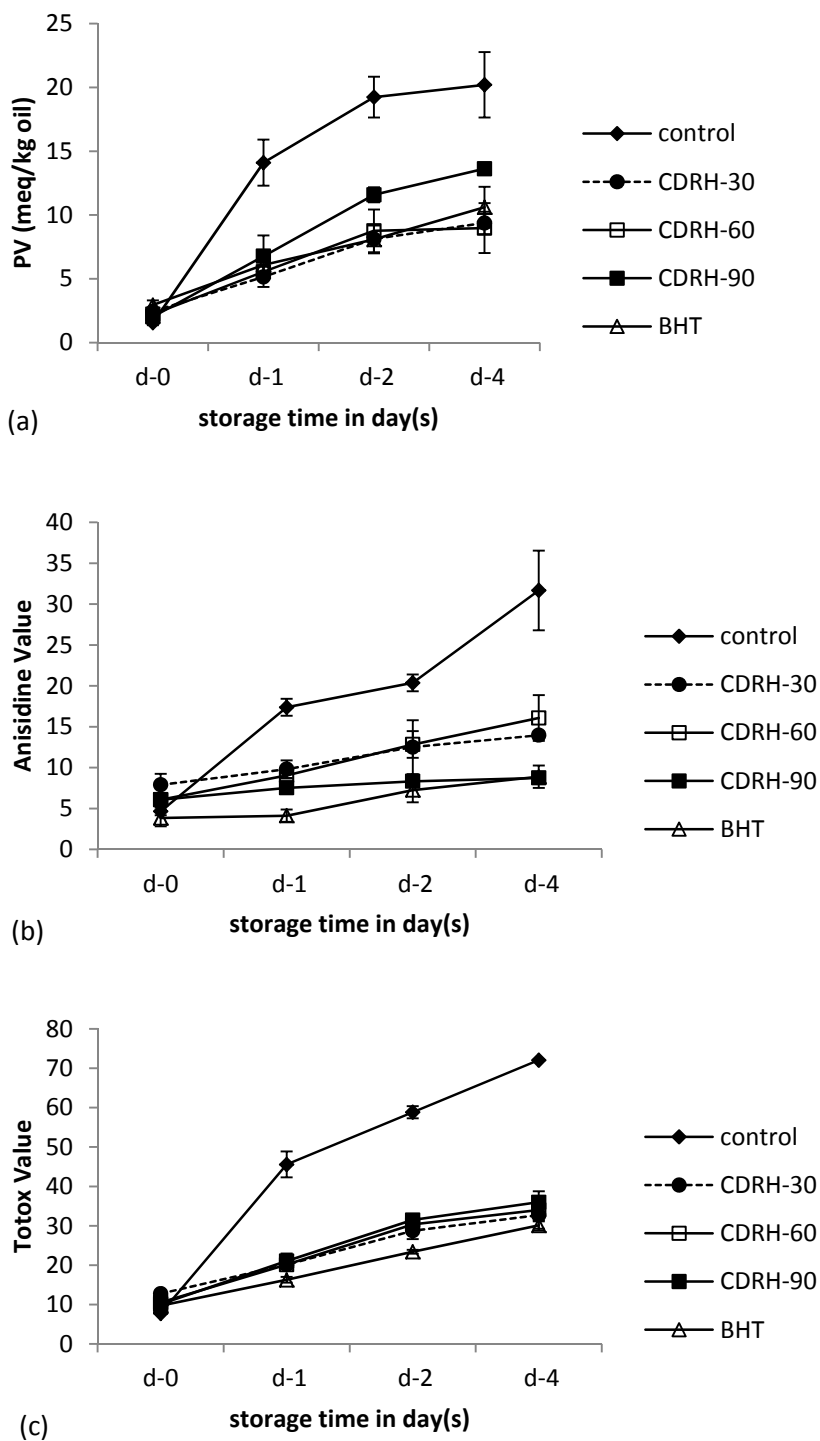 25
20
15
10
5
0
PV (meq/kg oil)
d-0 d-1 d-2 d-4
storage time in day(s)
control
CDRH-30
CDRH-60
CDRH-90
BHT
(a)
40
35
30
25
20
15
10
5
0
Anisidine Value
d-0 d-1 d-2 d-4
storage time in day(s)
control
CDRH-30
CDRH-60
CDRH-90
BHT
(b)
80
70
60
50
40
30
20
10
0
Totox Value
d-0 d-1 d-2 d-4
storage time in day(s)
control
CDRH-30
CDRH-60
CDRH-90
BHT
(c)